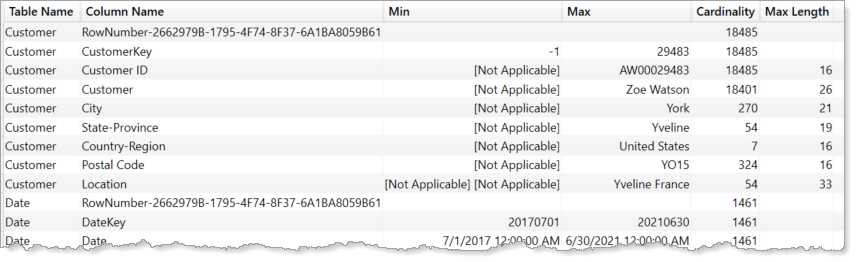 Table Name Column Name Min Max Cardinality Max Length
Customer RowNumber-2662979B-1795-4F74-8F37-6A1BA8059B61 18485
Customer CustomerKey -1 29483 18485
Customer Customer ID [Not Applicable] AW00029483 18485 16
Customer Customer [Not Applicable] Zoe Watson 18401 26
Customer City [Not Applicable] York 270 21
Customer State-Province [Not Applicable] Yveline 54 19
Customer Country-Region [Not Applicable] United States 7 16
Customer Postal Code [Not Applicable] YO15 324 16
Customer Location [Not Applicable] [Not Applicable] Yveline France 54 33
Date RowNumber-2662979B-1795-4F74-8F37-6A1BA8059B61 1461
Date DateKey 20170701 20210630 1461
Date Date 7/1/2017 12:00:00 AM 6/30/2021 12:00:00 AM 1461